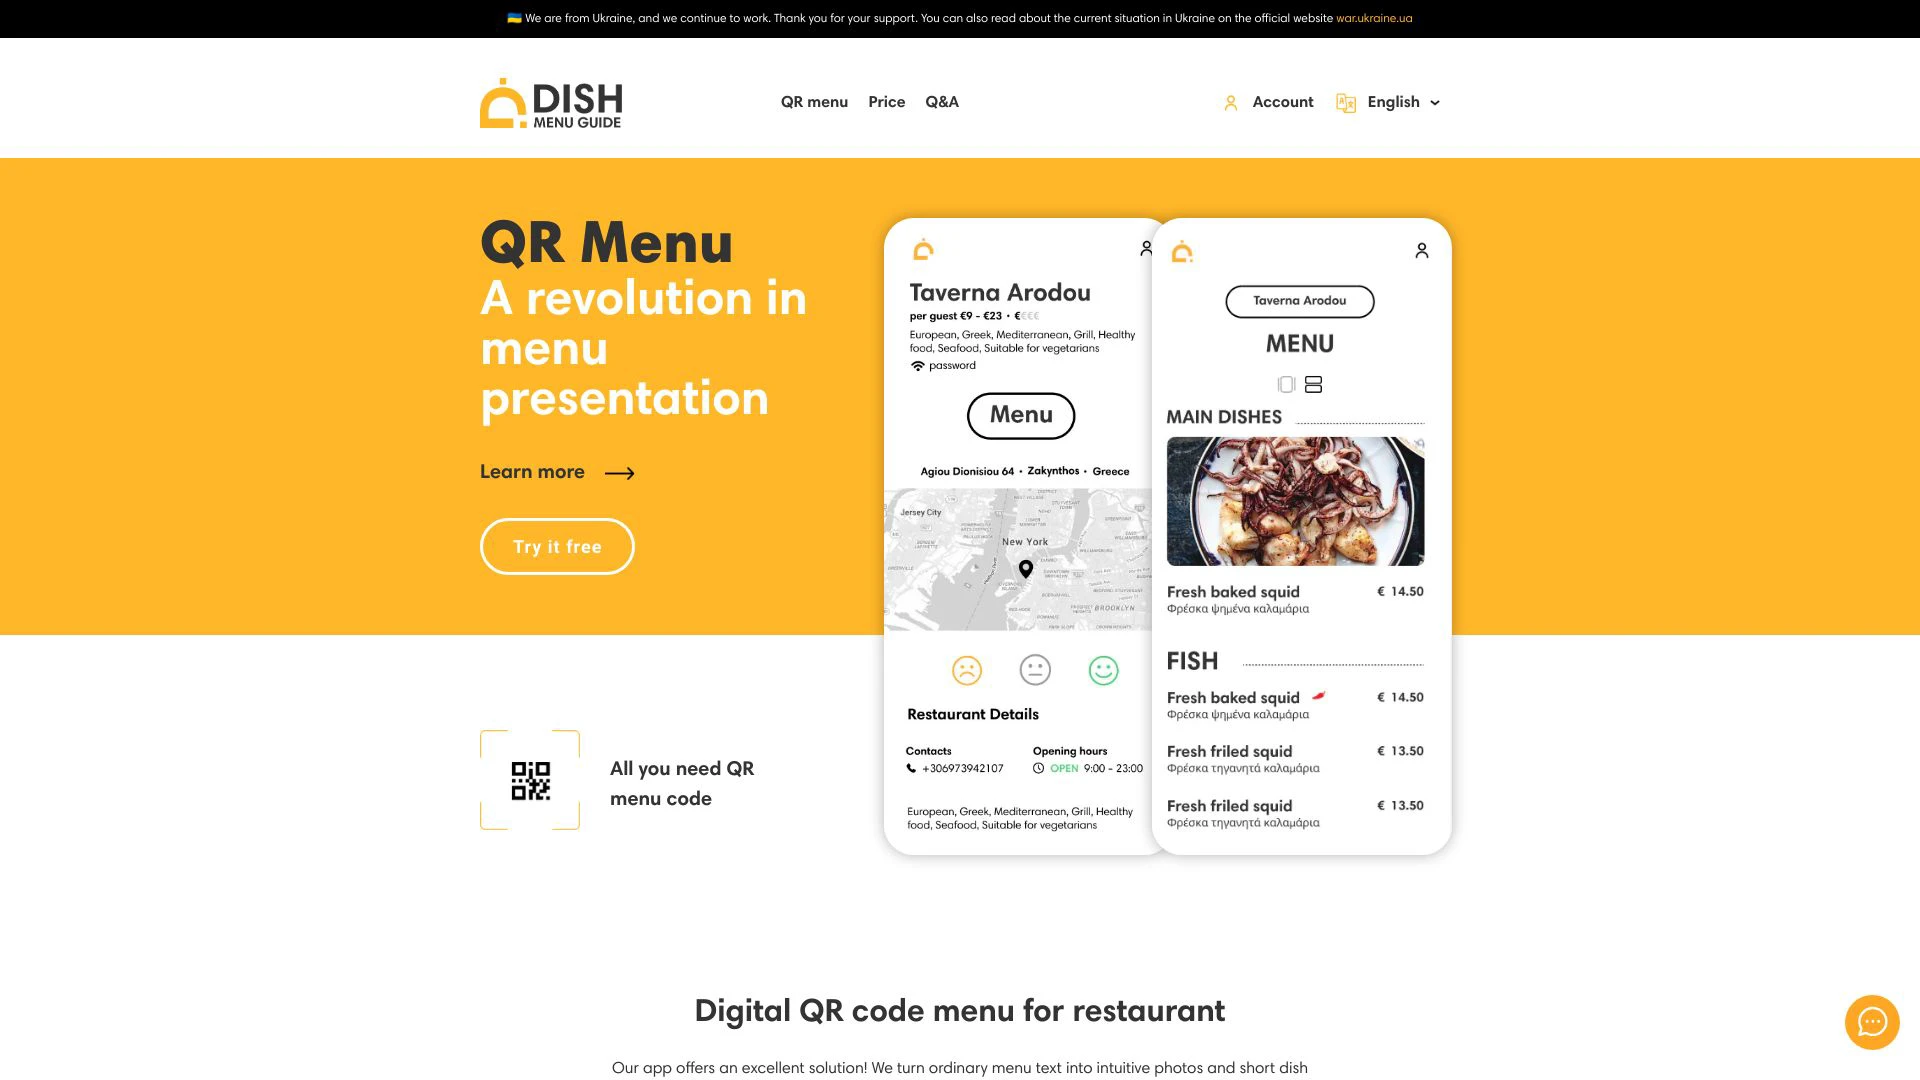 🇺🇦 We are from Ukraine, and we continue to work. Thank you for your support. You can also read about the current situation in Ukraine on the official website war.ukraine.ua
DISH
MENU GUIDE
QR menu
Price
Q&A
Account
English
QR Menu
A revolution in
menu
presentation
Learn more
Try it free
All you need QR
menu code
Taverna Arodou
per guest €9 - €23 • €€€€
European, Greek, Mediterranean, Grill, Healthy
food, Seafood, Suitable for vegetarians
password
Menu
Agiou Dionisiou 64 • Zakynthos • Greece
Jersey City
New York
BROOKLYN
Restaurant Details
Contacts
+306973942107
Opening hours
OPEN 9:00 - 23:00
European, Greek, Mediterranean, Grill, Healthy
food, Seafood, Suitable for vegetarians
Taverna Arodou
MENU
MAIN DISHES
Fresh baked squid € 14.50
Φρέσκα ψημένα καλαμάρια
FISH
Fresh baked squid € 14.50
Φρέσκα ψημένα καλαμάρια
Fresh friled squid € 13.50
Φρέσκα τηγανητά καλαμάρια
Fresh friled squid € 13.50
Φρέσκα τηγανητά καλαμάρια
Digital QR code menu for restaurant
Our app offers an excellent solution! We turn ordinary menu text into intuitive photos and short dish